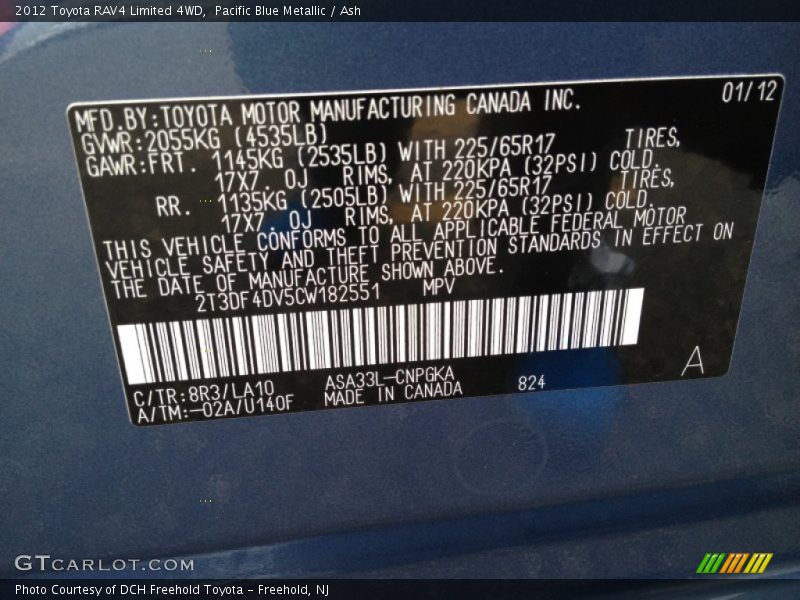 2012 Toyota RAV4 Limited 4WD,  Pacific Blue Metallic / Ash
MFD.BY:TOYOTA MOTOR MANUFACTURING CANADA INC. 01/12
GVWR:2055KG (4535LB)
GAWR:FRT. 1145KG (2535LB) WITH 225/65R17 TIRES,
17X7.0J RIMS, AT 220KPA (32PSI) COLD.
RR. 1135KG (2505LB) WITH 225/65R17 TIRES,
17X7.0J RIMS, AT 220KPA (32PSI) COLD.
THIS VEHICLE CONFORMS TO ALL APPLICABLE FEDERAL MOTOR
VEHICLE SAFETY AND THEFT PREVENTION STANDARDS IN EFFECT ON
THE DATE OF MANUFACTURE SHOWN ABOVE.
2T3DF4DV5CW182551 MPV
C/TR:8R3/LA10 ASA33L-CNPGKA 824 A
A/TM:-02A/U140F MADE IN CANADA
GTCARLOT.COM
Photo Courtesy of DCH Freehold Toyota - Freehold, NJ